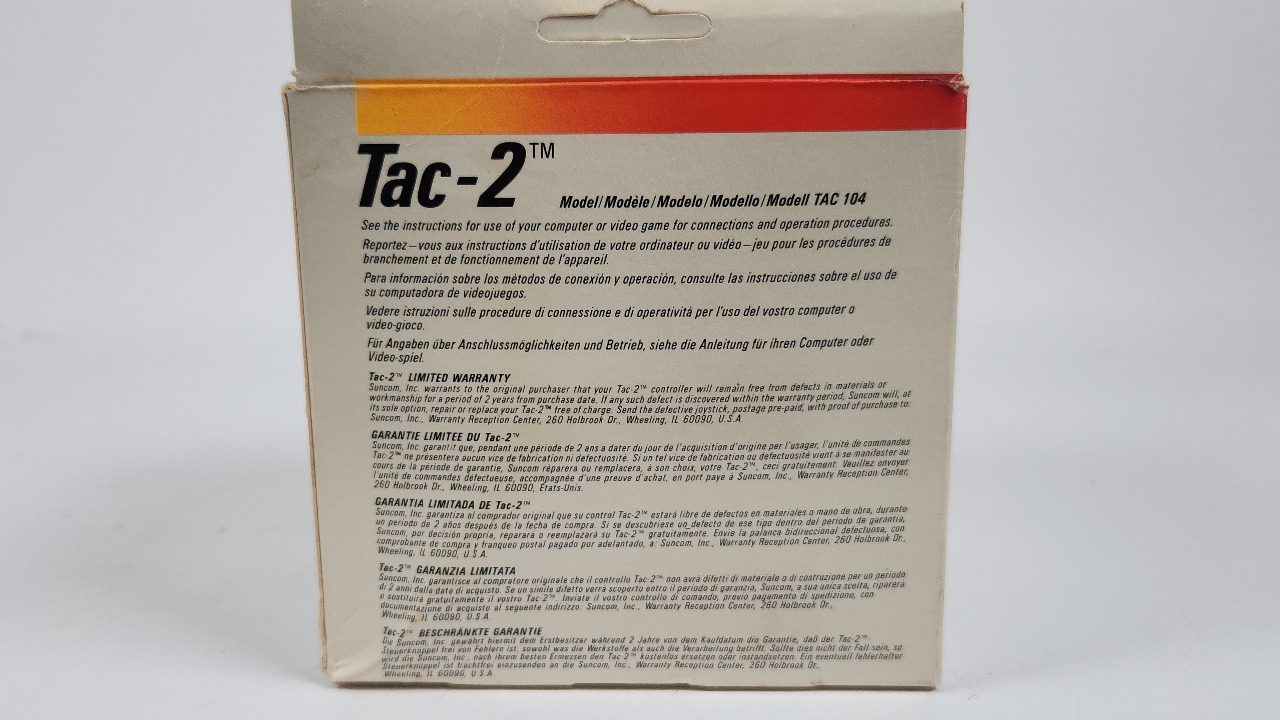 Tac-2™
Model/Modèle/Modelo/Modello/Modell TAC 104
See the instructions for use of your computer or video game for connections and operation procedures.
Reportez—vous aux instructions d'utilisation de votre ordinateur ou vidéo—jeu pour les procédures de
branchement et de fonctionnement de l'appareil.
Para información sobre los métodos de conexión y operación, consulte las instrucciones sobre el uso de
su computadora de videojuegos.
Vedere istruzioni sulle procedure di connessione e di operatività per l'uso del vostro computer o
video-gioco.
Für Angaben über Anschlussmöglichkeiten und Betrieb, siehe die Anleitung für ihren Computer oder
Video-spiel.
Tac-2™ LIMITED WARRANTY
Suncom, Inc. warrants to the original purchaser that your Tac-2™ controller will remain free from defects in materials or
workmanship for a period of 2 years from purchase date. If any such defect is discovered within the warranty period, Suncom will, at
its sole option, repair or replace your Tac-2™ free of charge. Send the defective joystick, postage pre-paid, with proof of purchase to:
Suncom, Inc., Warranty Reception Center, 260 Holbrook Dr., Wheeling, IL 60090, U.S.A.
GARANTIE LIMITEE DU Tac-2™
Suncom, Inc. garantit que, pendant une période de 2 ans a dater du jour de l'acquisition d'origine per l'usager, l'unité de commandes
Tac-2™ ne présentera aucun vice de fabrication ni defectuosité. Si un tel vice de fabrication ou defectuosité vient à se manifester au
cours de la période de garantie, Suncom réparera ou remplacera, à son choix, votre Tac-2™, ceci gratuitement. Veuillez envoyer
l'unité de commandes défectueuse, accompagnée d'une preuve d'achat, en port payé à Suncom, Inc., Warranty Reception Center,
260 Holbrook Dr., Wheeling, IL 60090, Etats-Unis.
GARANTIA LIMITADA DE Tac-2™
Suncom, Inc. garantiza al comprador original que su control Tac-2™ estará libre de defectos en materiales o mano de obra, durante
un periodo de 2 años después de la fecha de compra. Si se descubriese un defecto de ese tipo dentro del periodo de garantia,
Suncom, por decisión propria, reparara o reemplazará su Tac-2™ gratuitamente. Envie la palanca bidireccional defectuosa, con
comprobante de compra y franqueo postal pagado por adelantado, a: Suncom, Inc., Warranty Reception Center, 260 Holbrook Dr.,
Wheeling, IL 60090, U.S.A.
Tac-2™ GARANZIA LIMITATA
Suncom, Inc. garantisce al compratore originale che il controllo Tac-2™ non avrà difetti di materiale o di costruzione per un periodo
di 2 anni dalla data di acquisto. Se un simile difetto verrà scoperto entro il periodo di garanzia, Suncom, a sua unica scelta, riparerà
o sostituirà gratuitamente il vostro Tac-2™. Inviate il vostro controllo di comando, previo pagamento di spedizione, con
documentazione di acquisto al seguente indirizzo: Suncom, Inc., Warranty Reception Center, 260 Holbrook Dr.,
Wheeling, IL 60090, U.S.A.
Tac-2™ BESCHRÄNKTE GARANTIE
Die Suncom, Inc. gewährt hiermit dem Erstbesitzer während 2 Jahre von dem Kaufdatum die Garantie, daß der Tac-2™-
Steuerknüppel frei von Fehlern ist, sowohl was die Werkstoffe als auch die Verarbeitung betrifft. Sollte dies nicht der Fall sein, so
wird die Suncom, Inc., nach ihrem besten Ermessen den Tac-2™ kostenlos ersetzen oder instandsetzen. Ein eventuell fehlerhafter
Steuerknüppel ist frachtfrei einzusenden an die Suncom, Inc., Warranty Reception Center, 260 Holbrook Dr.,
Wheeling, IL 60090, U.S.A.